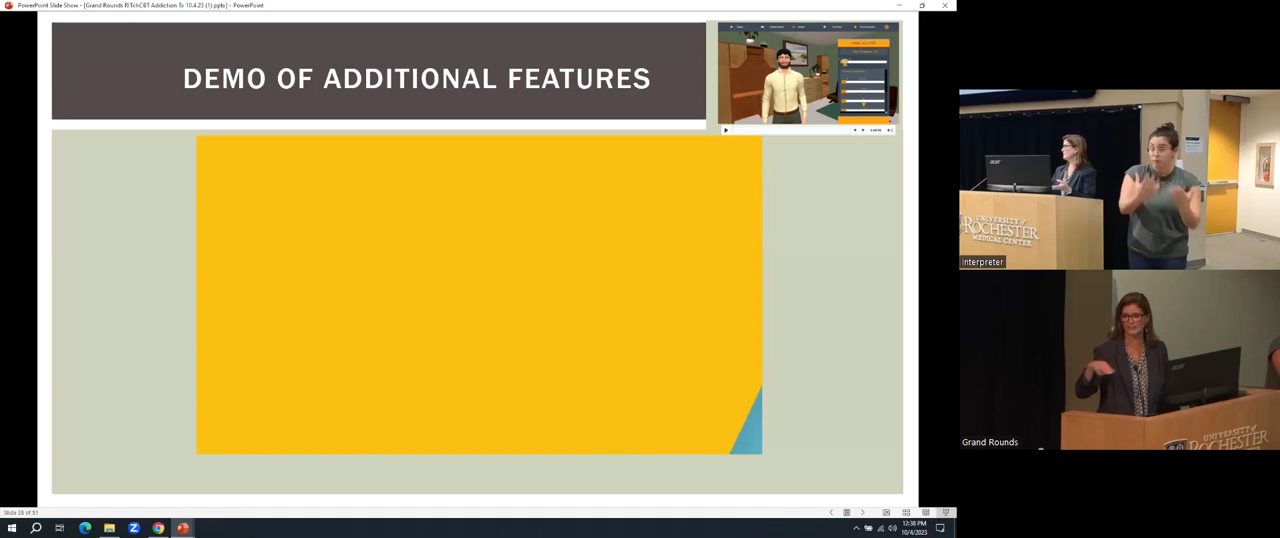 PowerPoint Slide Show - [Grand Rounds RITchCBT Addiction Tx 10.4.23 (1).pptx] - PowerPoint
DEMO OF ADDITIONAL FEATURES
acer
UNIVERSITY of
ROCHESTER
MEDICAL CENTER
Interpreter
acer
UNIVERSITY of
ROCHESTER
Grand Rounds
Slide 38 of 51
12:38 PM
10/4/2023